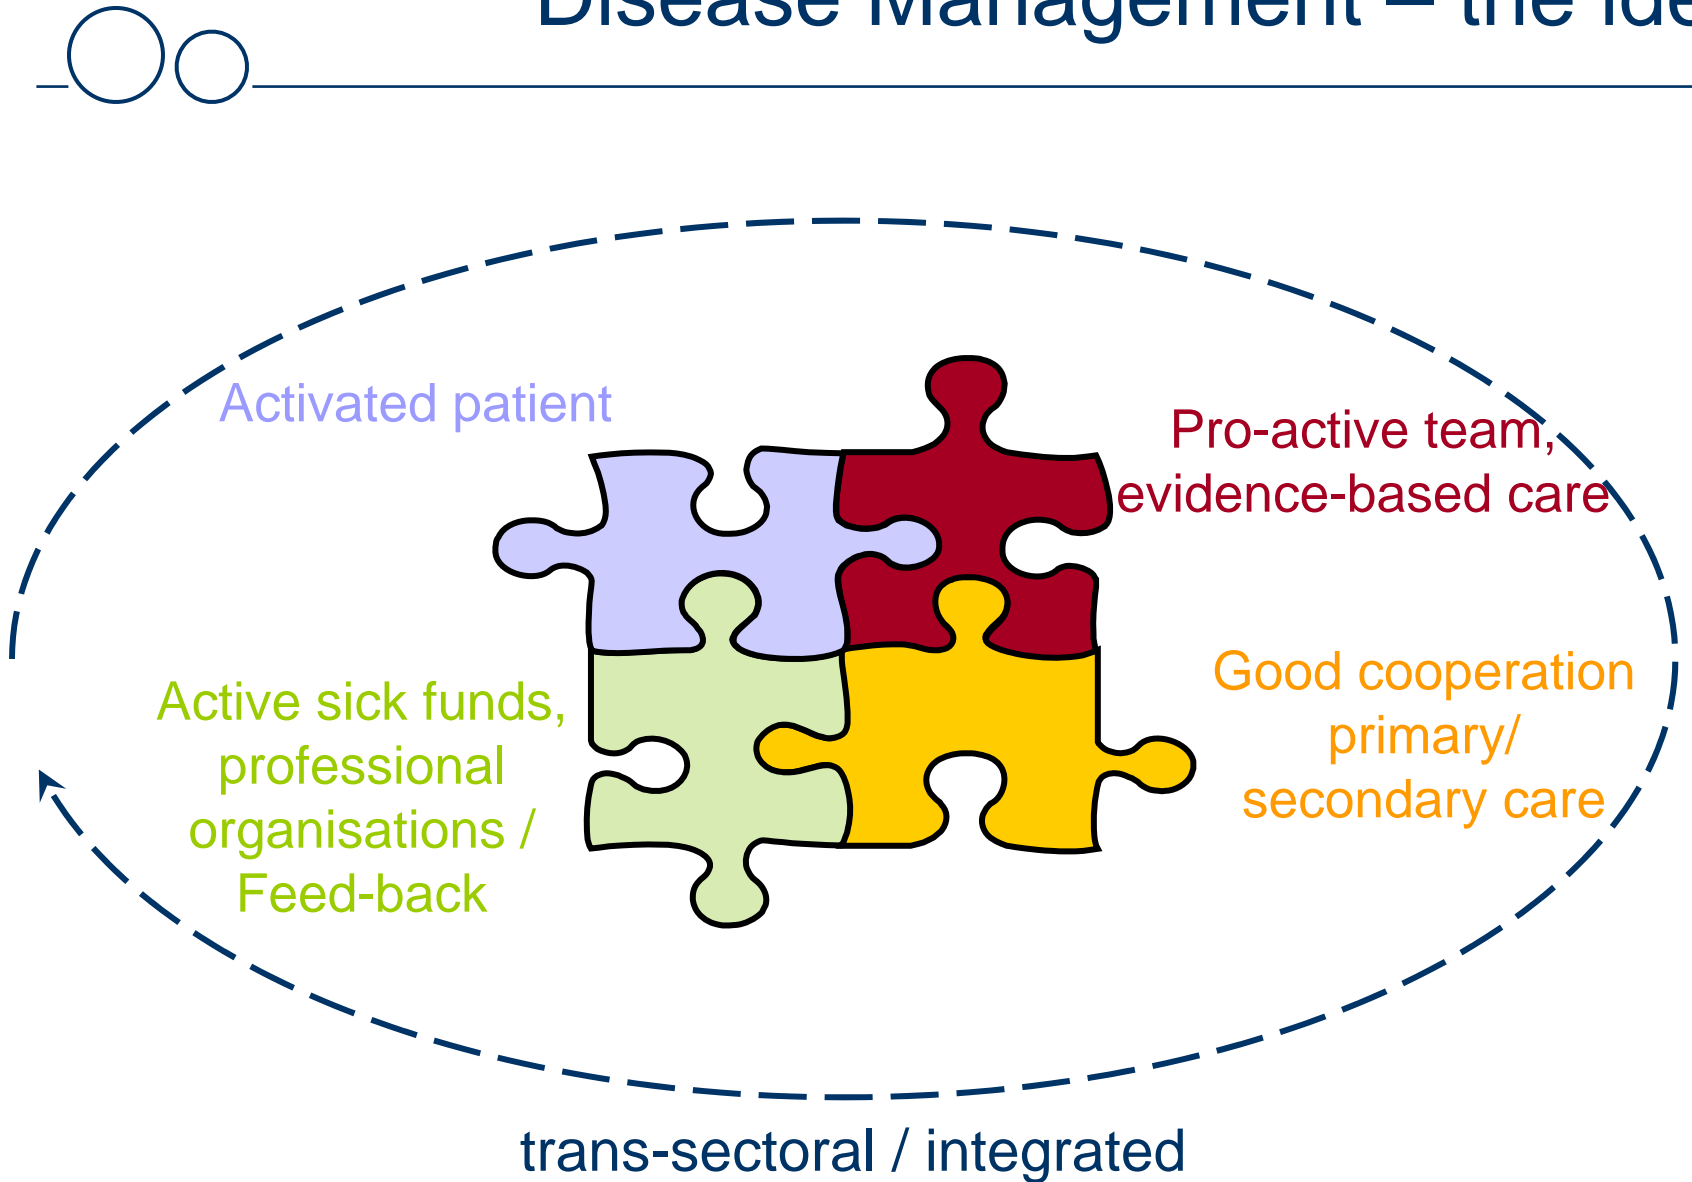 Disease Management – the
Activated patient
Pro-active team,
evidence-based care
Good cooperation
primary/
secondary care
Active sick funds,
professional
organisations /
Feed-back
trans-sectoral / integrated